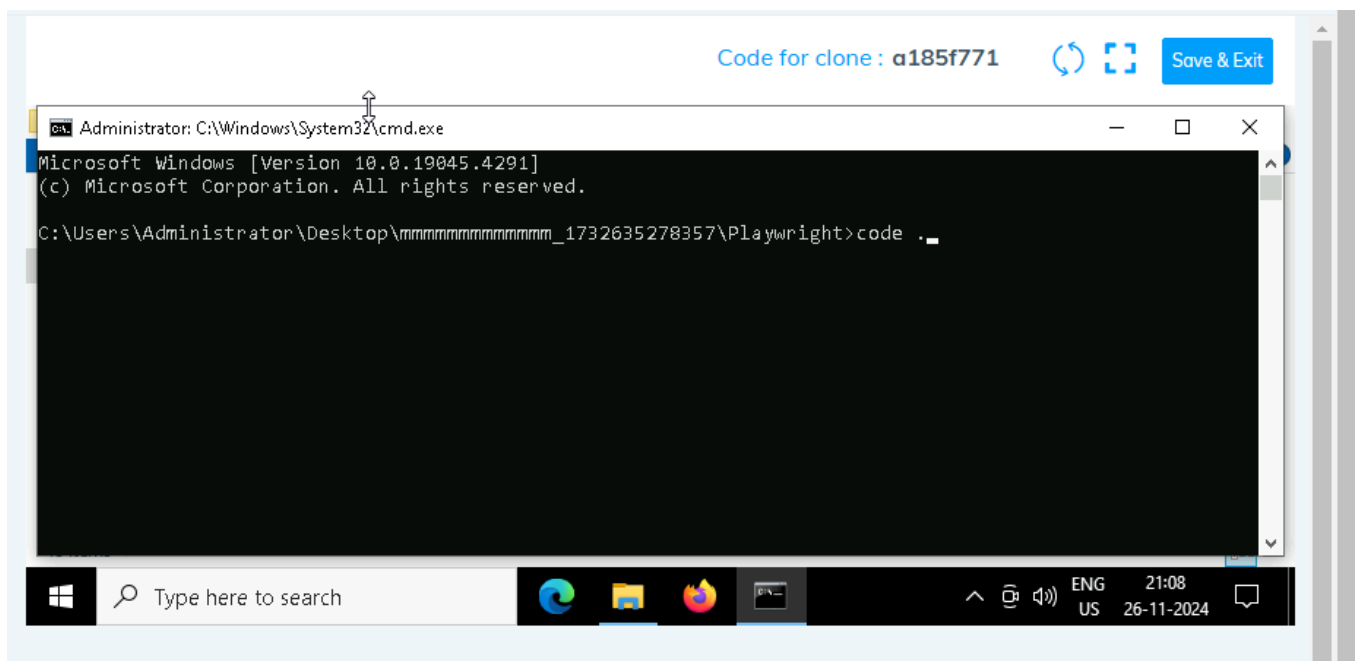 Code for clone : a185f771
Save & Exit
Administrator: C:\Windows\System32\cmd.exe
Microsoft Windows [Version 10.0.19045.4291]
(c) Microsoft Corporation. All rights reserved.
C:\Users\Administrator\Desktop\mmmmmmmmmmmmm_1732635278357\Playwright>code .
Type here to search
ENG
US
21:08
26-11-2024